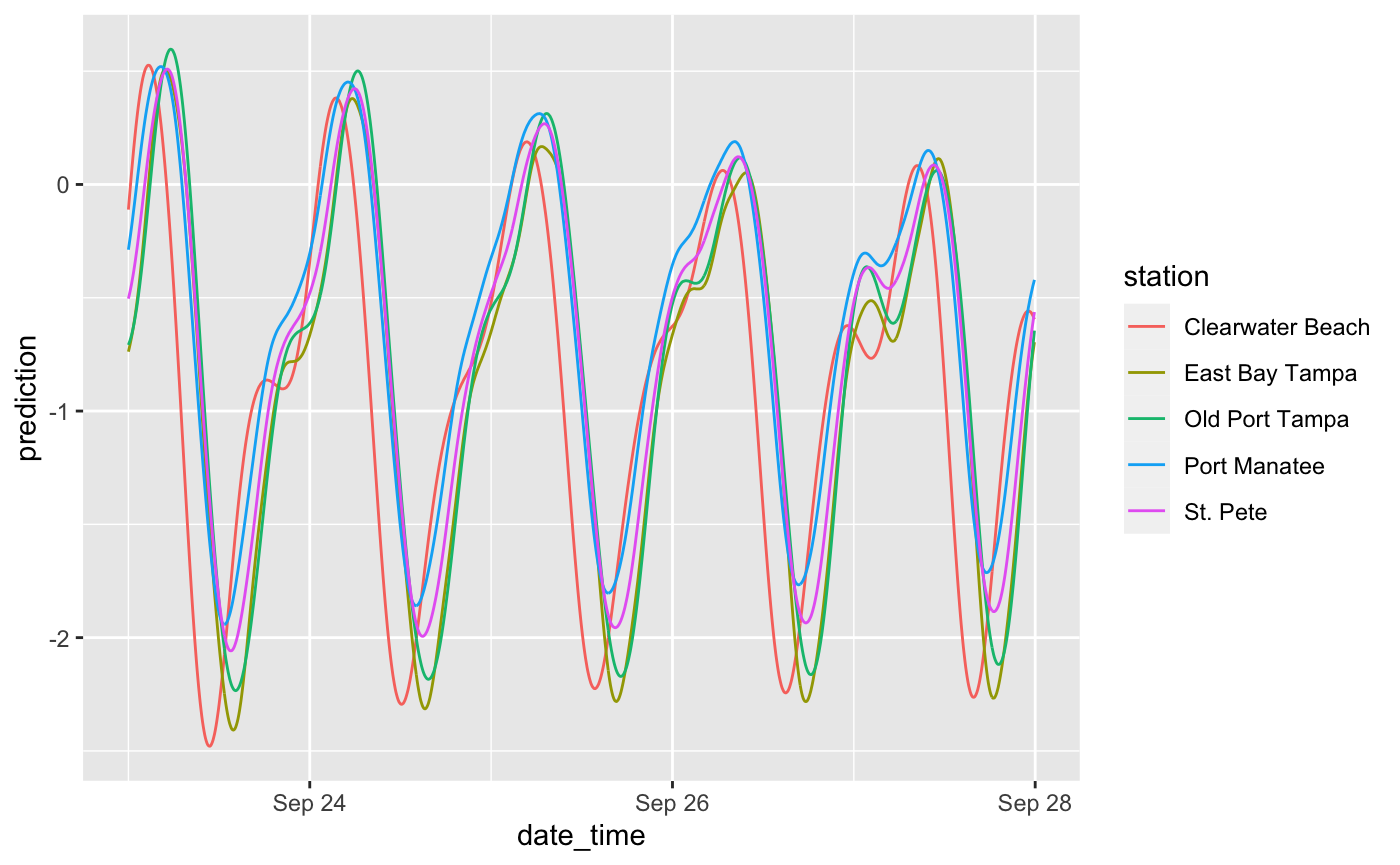 0
-1
-2
prediction
Sep 24
Sep 26
Sep 28
date_time
station
Clearwater Beach
East Bay Tampa
Old Port Tampa
Port Manatee
St. Pete